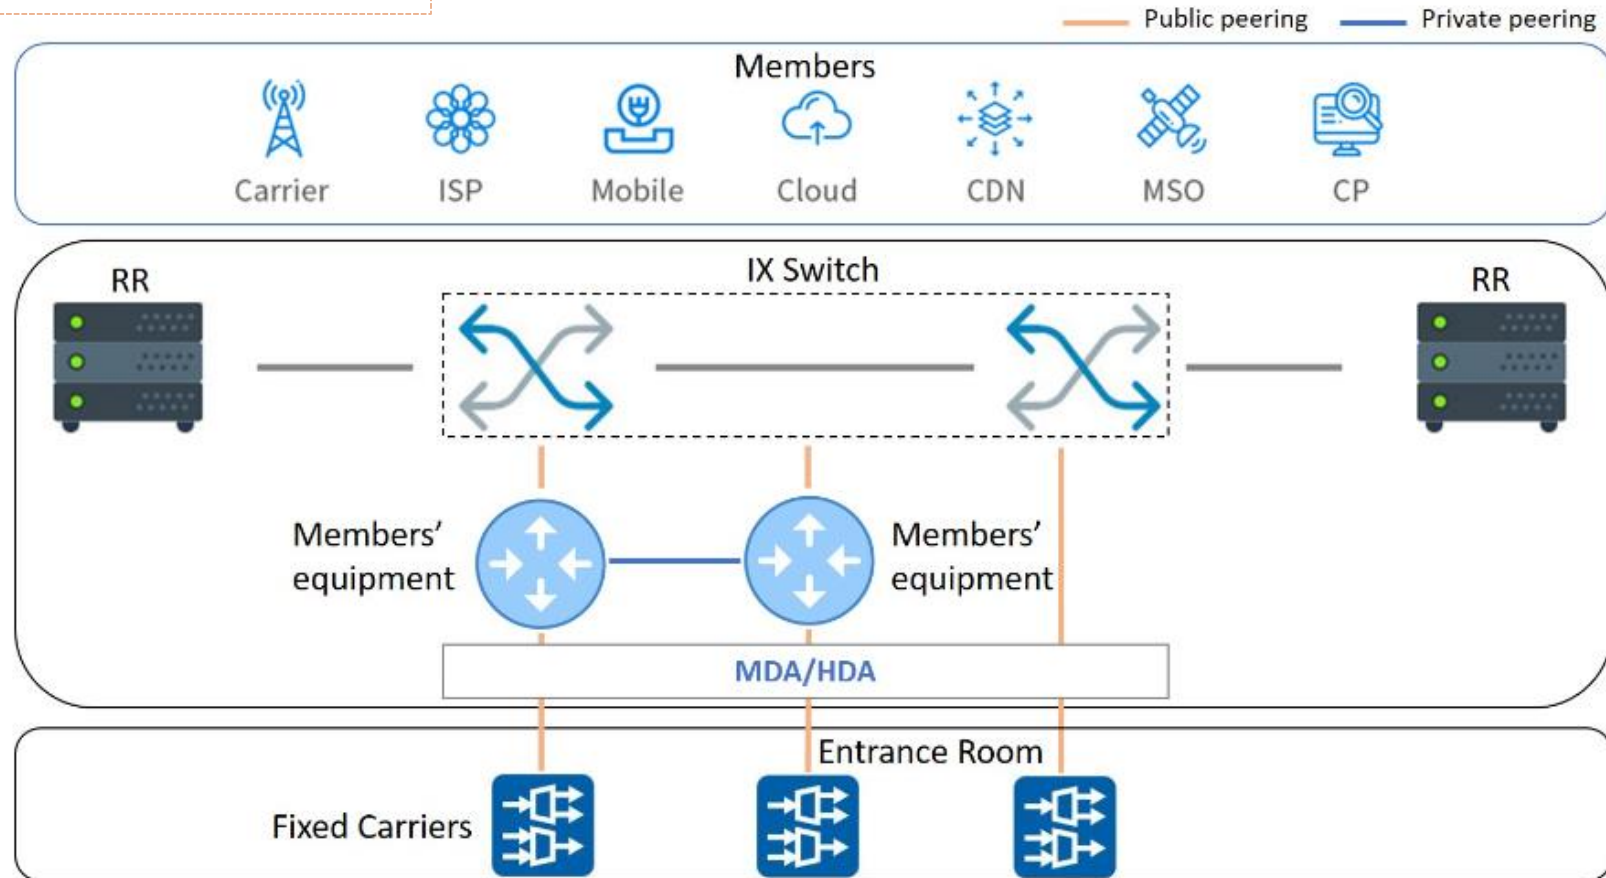 Public peering
Private peering
Members
Carrier
ISP
Mobile
Cloud
CDN
MSO
CP
IX Switch
RR
RR
Members’
equipment
Members’
equipment
MDA/HDA
Entrance Room
Fixed Carriers